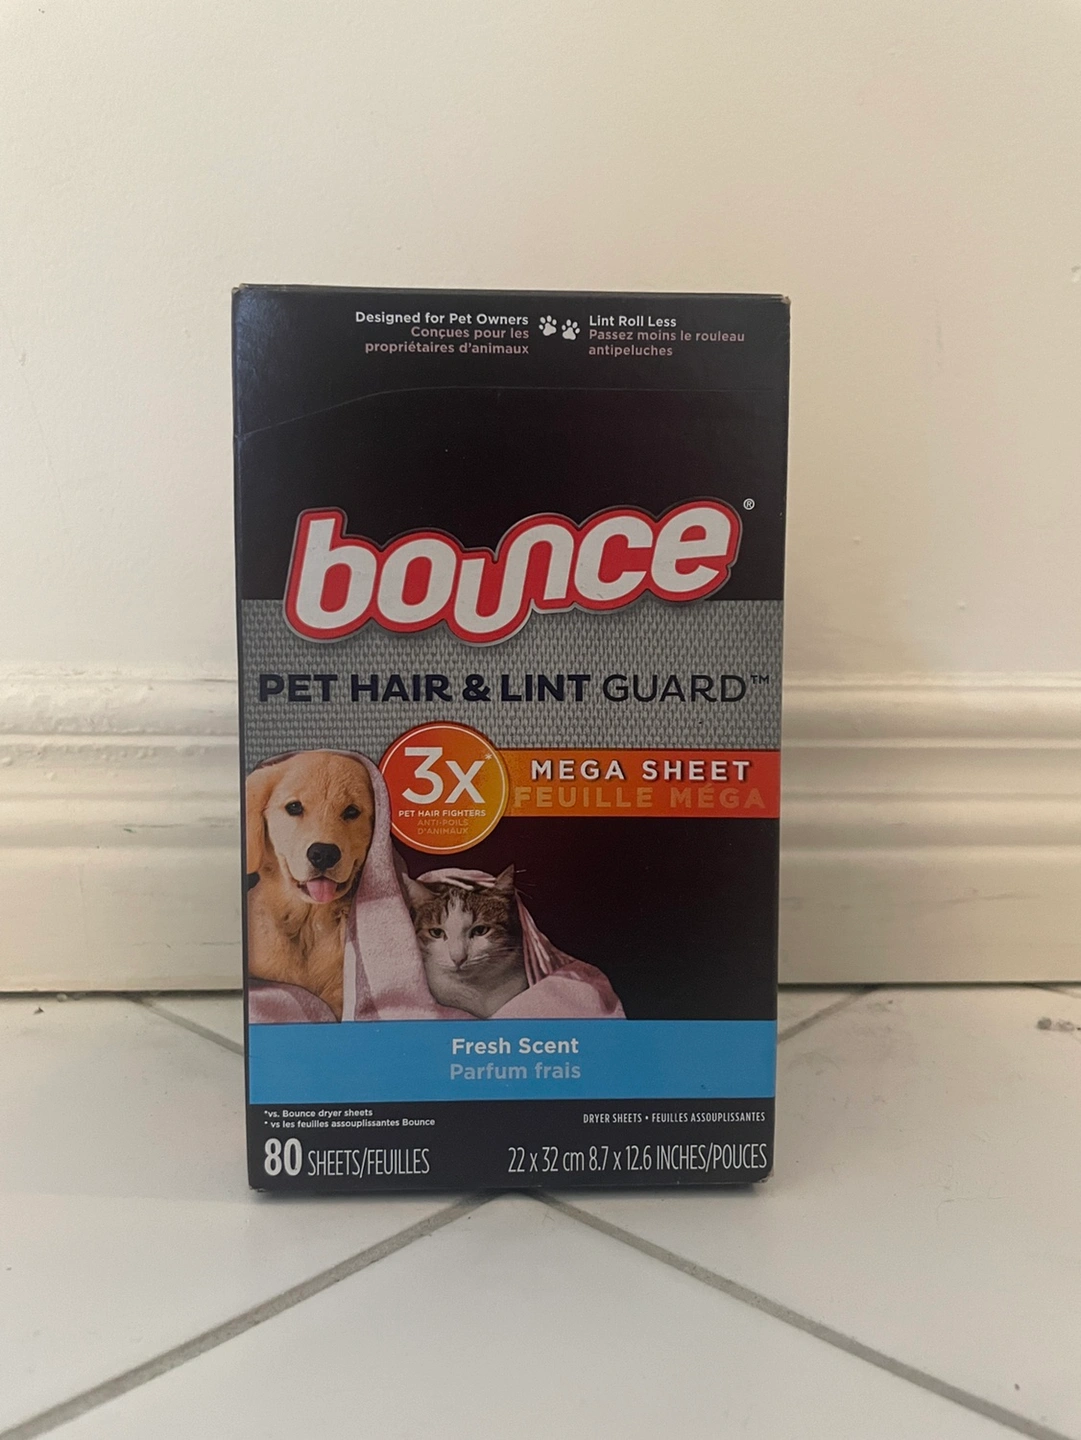 Designed for Pet Owners
Conçues pour les
propriétaires d'animaux
Lint Roll Less
Passez moins le rouleau
antipeluches
bounce®
PET HAIR & LINT GUARD™
3x*
PET HAIR FIGHTERS
ANTI-POILS
D'ANIMAUX
MEGA SHEET
FEUILLE MÉGA
Fresh Scent
Parfum frais
*vs. Bounce dryer sheets
* vs les feuilles assouplissantes Bounce
DRYER SHEETS • FEUILLES ASSOUPLISSANTES
80 SHEETS/FEUILLES
22 x 32 cm 8.7 x 12.6 INCHES/POUCES